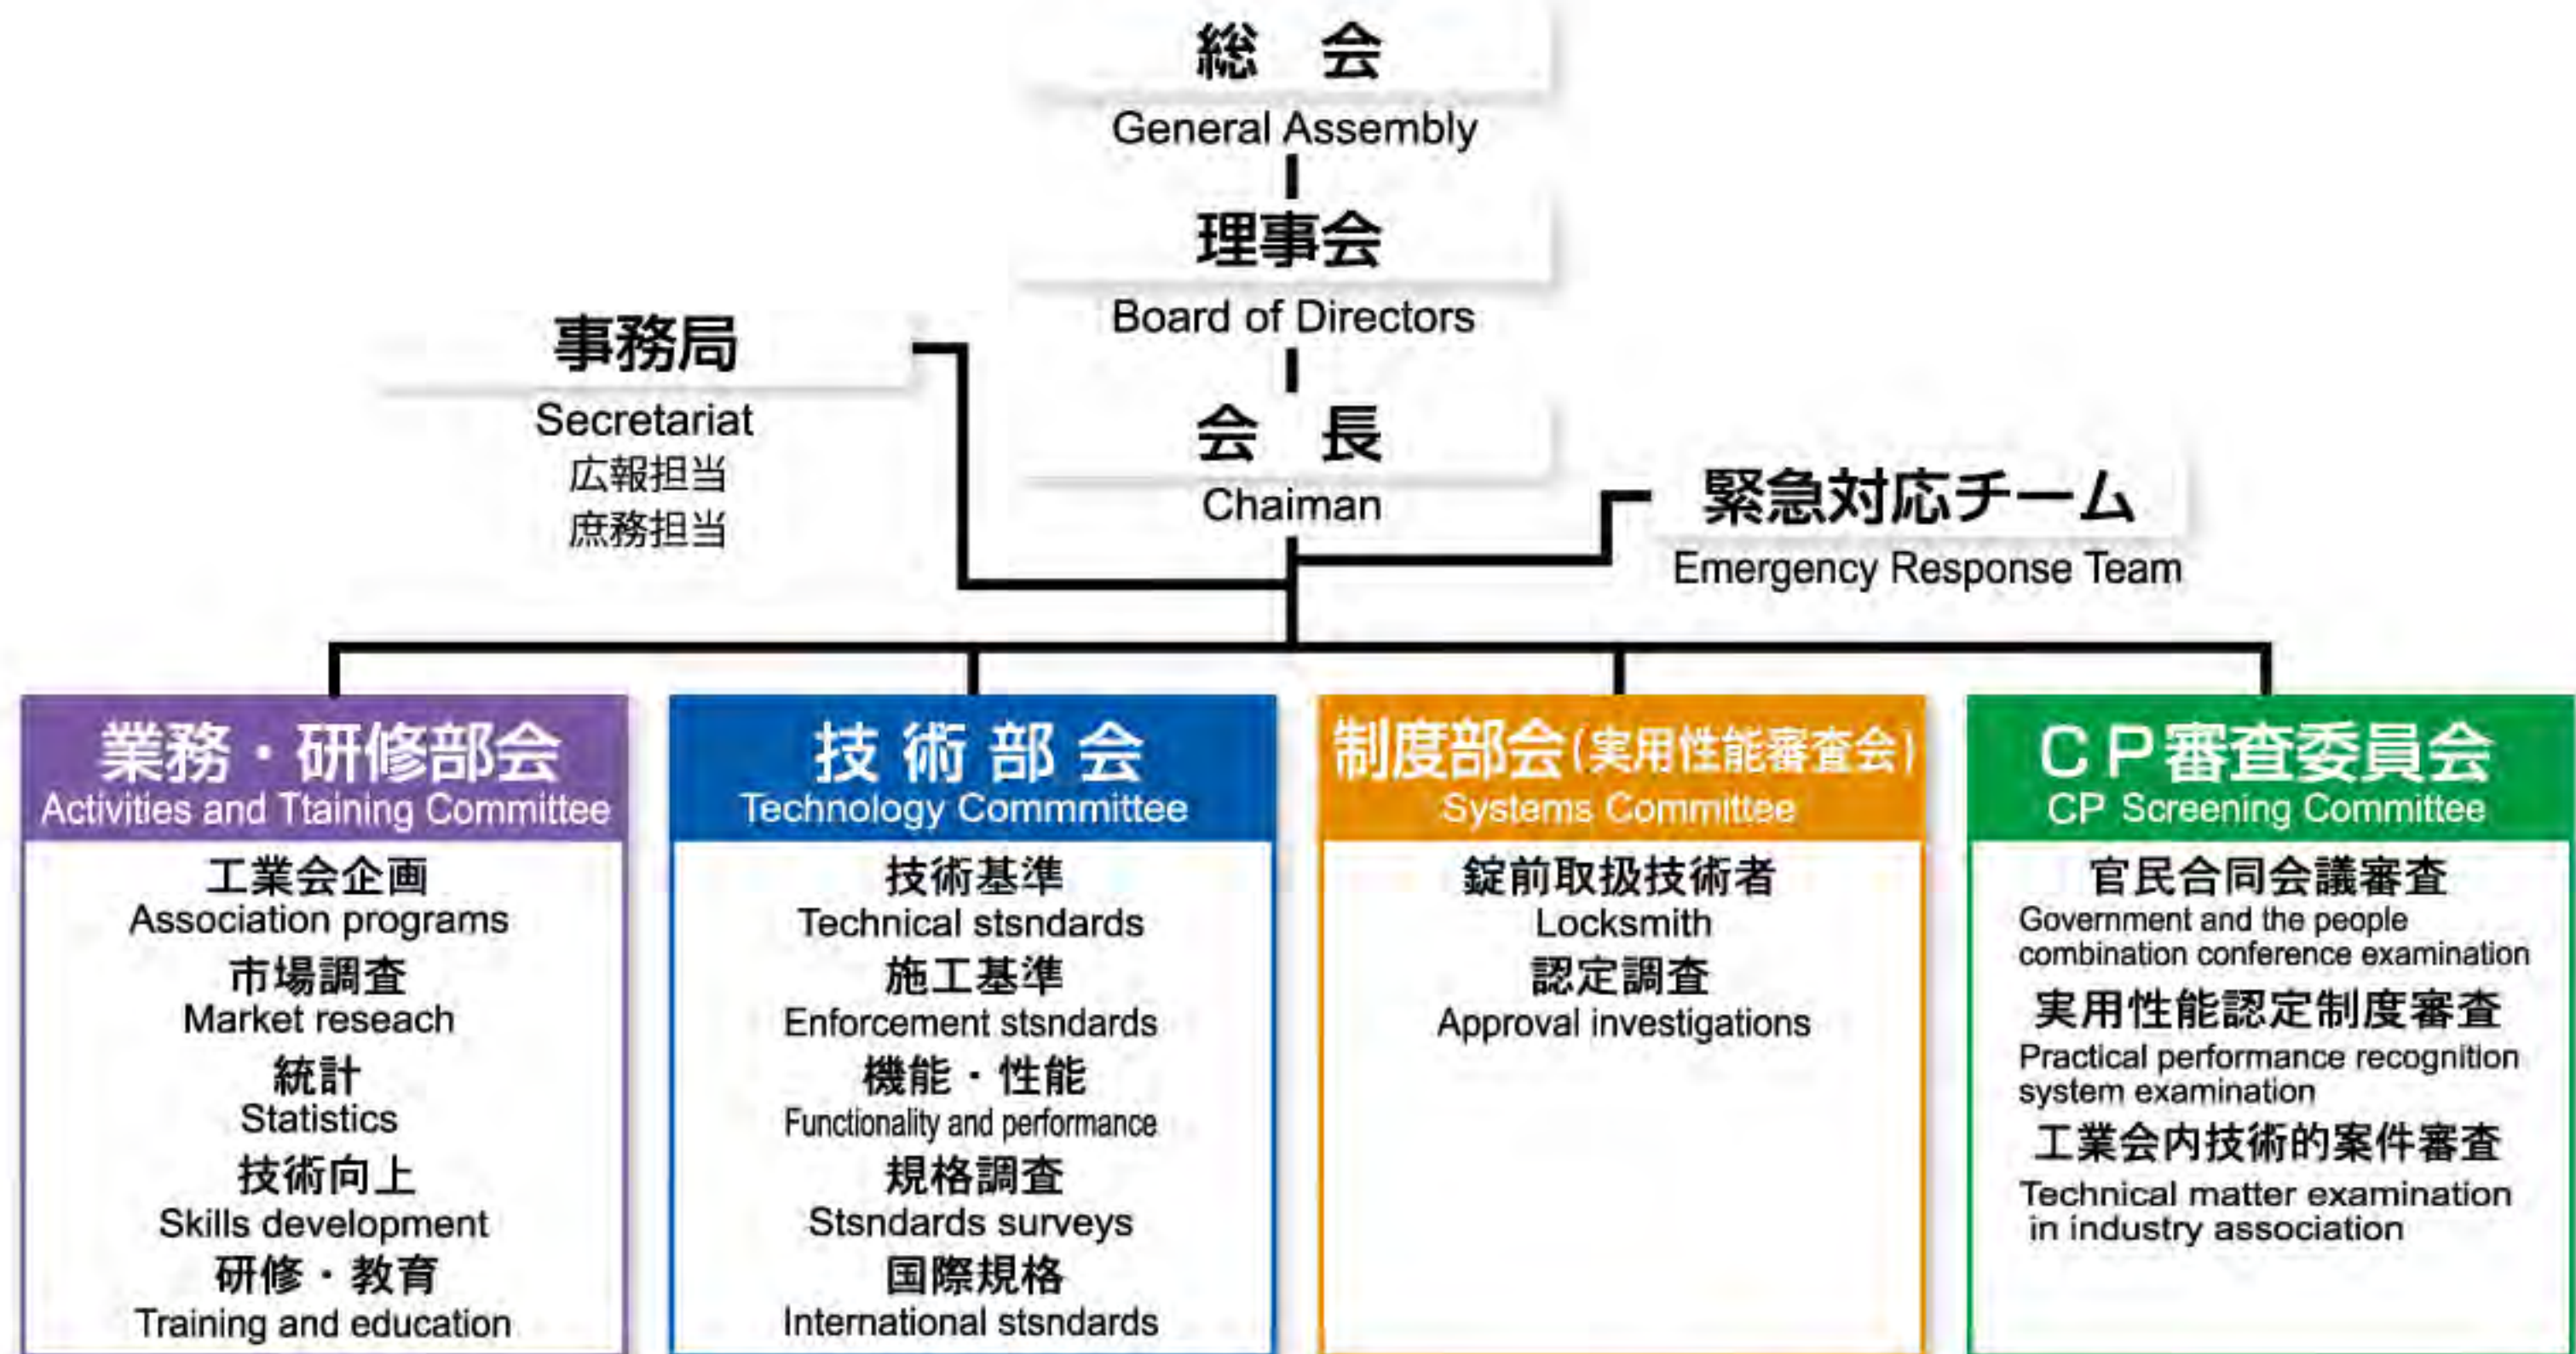 総　会
General Assembly
理事会
Board of Directors
事務局
Secretariat
広報担当
庶務担当
会　長
Chaiman
緊急対応チーム
Emergency Response Team
業務・研修部会
Activities and Ttaining Committee
工業会企画
Association programs
市場調査
Market reseach
統計
Statistics
技術向上
Skills development
研修・教育
Training and education
技 術 部 会
Technology Commmittee
技術基準
Technical stsndards
施工基準
Enforcement stsndards
機能・性能
Functionality and performance
規格調査
Stsndards surveys
国際規格
International stsndards
制度部会(実用性能審査会)
Systems Committee
錠前取扱技術者
Locksmith
認定調査
Approval investigations
ＣＰ審査委員会
CP Screening Committee
官民合同会議審査
Government and the people
combination conference examination
実用性能認定制度審査
Practical performance recognition
system examination
工業会内技術的案件審査
Technical matter examination
in industry association